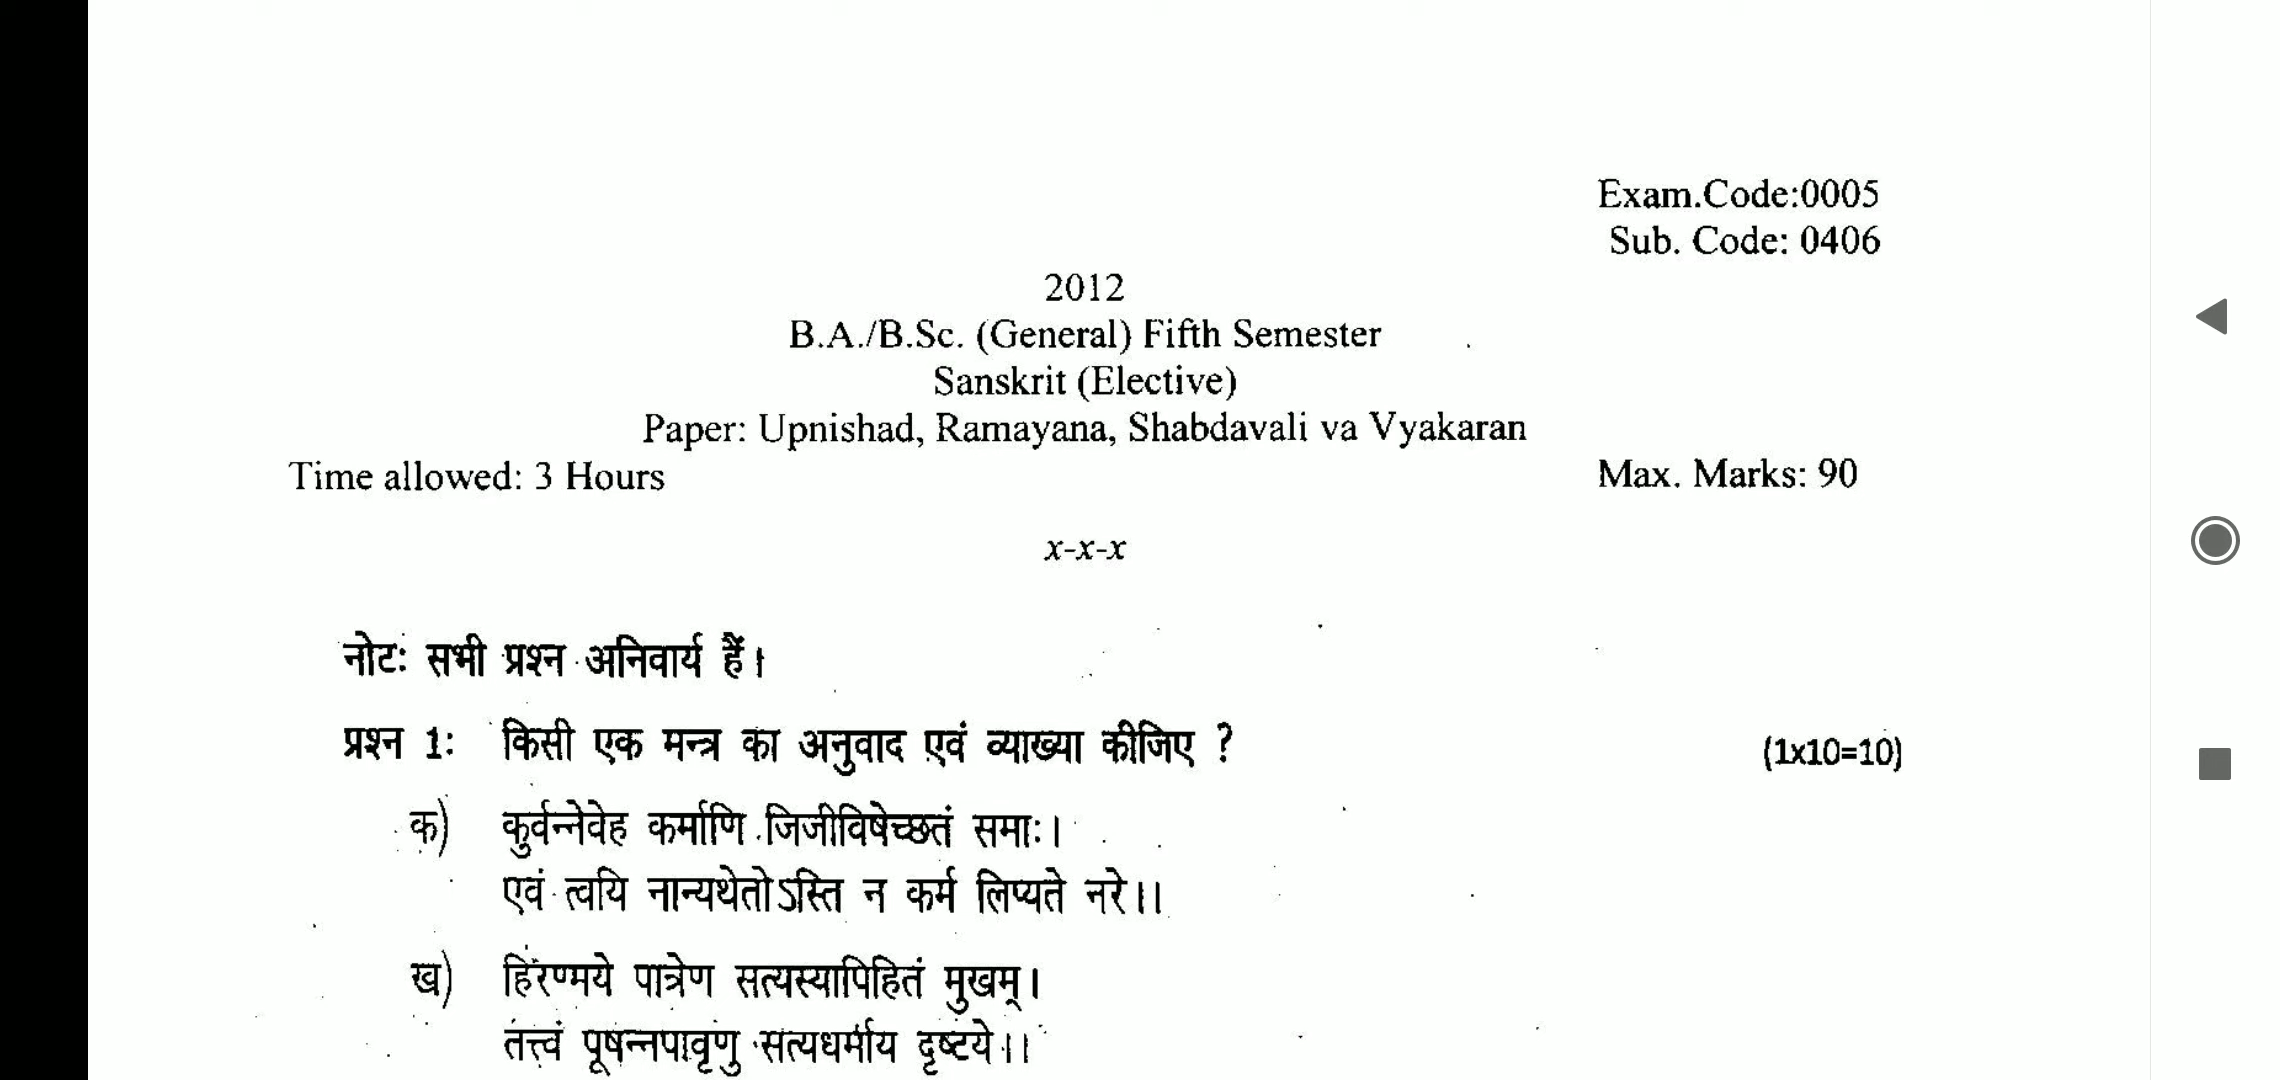 Exam.Code:0005
Sub. Code: 0406
2012
B.A./B.Sc. (General) Fifth Semester
Sanskrit (Elective)
Paper: Upnishad, Ramayana, Shabdavali va Vyakaran
Time allowed: 3 Hours Max. Marks: 90
x-x-x
नोटः सभी प्रश्न अनिवार्य हैं।
प्रश्न 1: किसी एक मन्त्र का अनुवाद एवं व्याख्या कीजिए ? (1x10=10)
क) कुर्वन्नेवेह कर्माणि जिजीविषेच्छतं समाः।
एवं त्वयि नान्यथेतोऽस्ति न कर्म लिप्यते नरे।।
ख) हिरण्मये पात्रेण सत्यस्यापिहितं मुखम्।
तत्त्वं पूषन्नपावृणु सत्यधर्माय दृष्टये।।